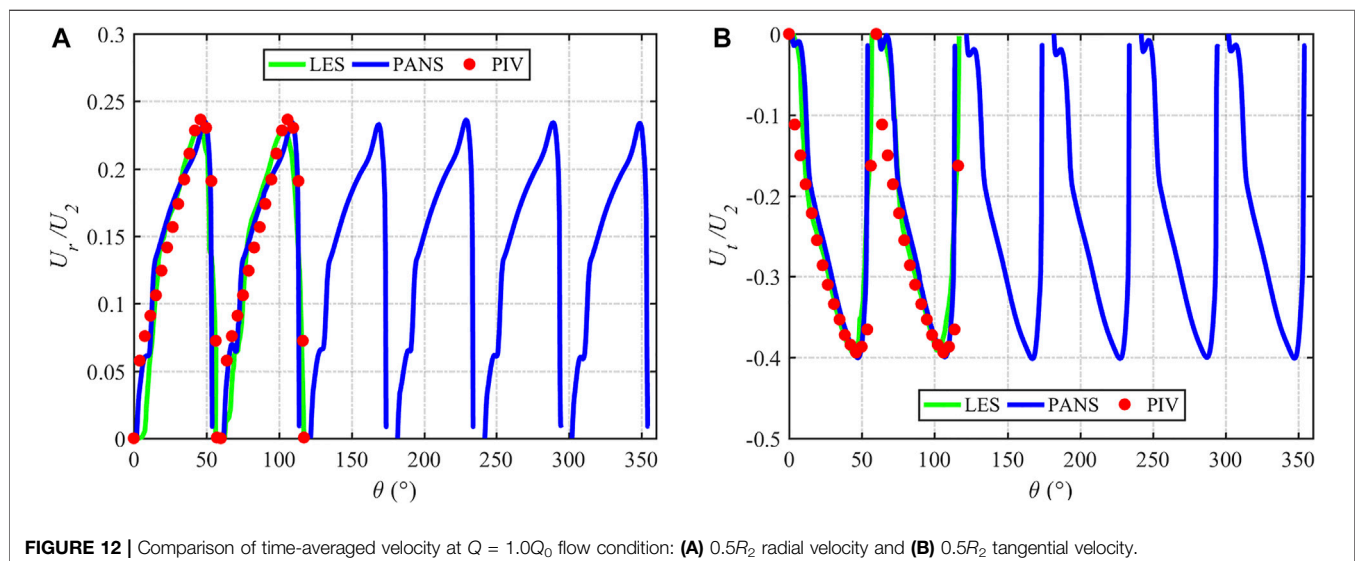 A
LES PANS PIV
0.3
0.25
0.2
0.15
0.1
0.05
0
U_r/U_2
0 50 100 150 200 250 300 350
θ (°)
B
0
-0.1
-0.2
-0.3
-0.4
-0.5
U_t/U_2
LES PANS PIV
0 50 100 150 200 250 300 350
θ (°)
FIGURE 12 | Comparison of time-averaged velocity at Q = 1.0Q₀ flow condition: (A) 0.5R₂ radial velocity and (B) 0.5R₂ tangential velocity.